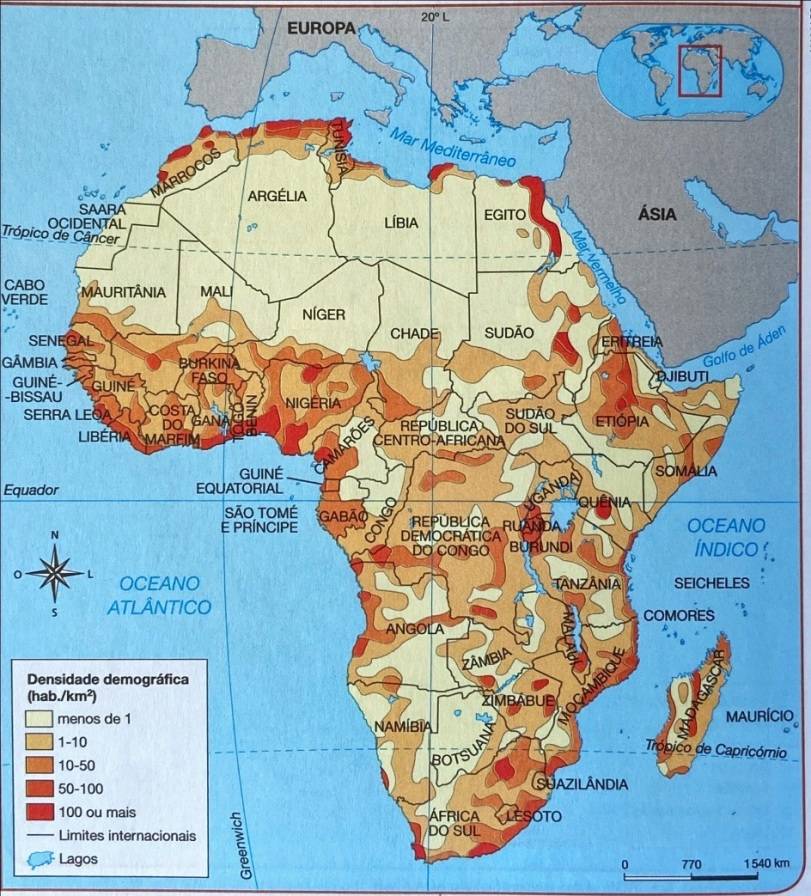 EUROPA
20° L
Mar Mediterrâneo
TUNÍSIA
MARROCOS
ARGÉLIA
LÍBIA
EGITO
ÁSIA
SAARA
OCIDENTAL
Trópico de Câncer
Mar Vermelho
CABO
VERDE
MAURITÂNIA
MALI
NÍGER
CHADE
SUDÃO
ERITREIA
Golfo de Áden
SENEGAL
GÂMBIA
GUINÉ-
-BISSAU
GUINÉ
SERRA LEOA
LIBÉRIA
BURKINA
FASO
COSTA
DO
MARFIM
GANA
TOGO
BENIN
NIGÉRIA
CAMARÕES
REPÚBLICA
CENTRO-AFRICANA
SUDÃO
DO SUL
DJIBUTI
ETIÓPIA
SOMÁLIA
Equador
GUINÉ
EQUATORIAL
SÃO TOMÉ
E PRÍNCIPE
GABÃO
CONGO
REPÚBLICA
DEMOCRÁTICA
DO CONGO
UGANDA
QUÊNIA
RUANDA
BURUNDI
TANZÂNIA
OCEANO
ÍNDICO
SEICHELES
COMORES
N
O
L
S
OCEANO
ATLÂNTICO
ANGOLA
ZÂMBIA
MALAUÍ
MOÇAMBIQUE
ZIMBÁBUE
MADAGASCAR
MAURÍCIO
NAMÍBIA
BOTSUANA
Trópico de Capricórnio
SUAZILÂNDIA
ÁFRICA
DO SUL
LESOTO
Densidade demográfica
(hab./km²)
menos de 1
1-10
10-50
50-100
100 ou mais
Limites internacionais
Lagos
Greenwich
0 770 1 540 km